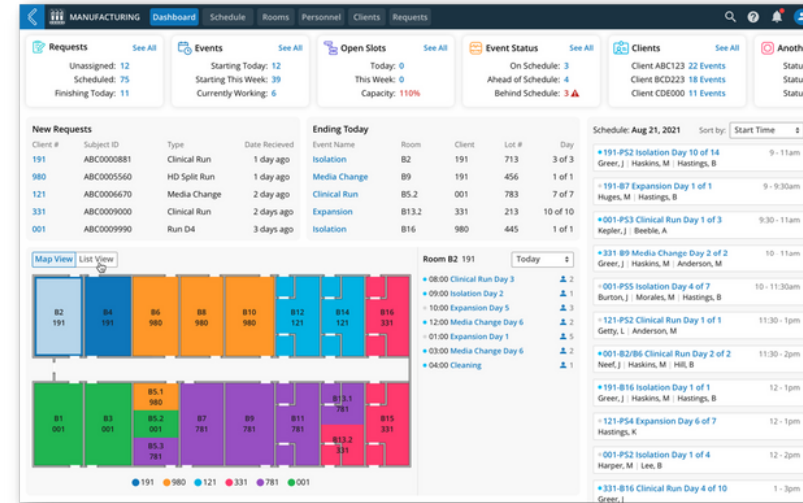 MANUFACTURING Dashboard Schedule Rooms Personnel Clients Requests
Requests See All
Unassigned: 12
Scheduled: 75
Finishing Today: 11
Events See All
Starting Today: 12
Starting This Week: 39
Currently Working: 6
Open Slots See All
Today: 0
This Week: 0
Capacity: 110%
Event Status See All
On Schedule: 3
Ahead of Schedule: 4
Behind Schedule: 3
Clients See All
Client ABC123 22 Events
Client BCD223 18 Events
Client CDE000 11 Events
Anoth
Statu
Statu
Statu
New Requests
Client # Subject ID Type Date Recieved
191 ABC0000881 Clinical Run 1 day ago
980 ABC0005560 HD Split Run 1 day ago
121 ABC0006670 Media Change 2 day ago
331 ABC0009000 Clinical Run 2 days ago
001 ABC0009990 Run D4 3 days ago
Ending Today
Event Name Room Client Lot # Day
Isolation B2 191 713 3 of 3
Media Change B9 191 456 1 of 1
Clinical Run B5.2 001 783 7 of 7
Expansion B13.2 331 213 10 of 10
Isolation B16 980 445 1 of 1
Map View List View
B2 B4 B6 B8 B10 B12 B14 B16
191 191 980 980 980 121 121 331
B1
001
B3
001
B5.1
980
B5.2
001
B5.3
781
B7
781
B9
781
B11
781
B13.1
781
B13.2
331
B15
331
191 980 121 331 781 001
Room B2 191 Today
08:00 Clinical Run Day 3 2
09:00 Isolation Day 2 1
10:00 Expansion Day 5 3
12:00 Media Change Day 6 2
01:00 Expansion Day 1 5
03:00 Media Change Day 6 2
04:00 Cleaning 1
Schedule: Aug 21, 2021 Sort by: Start Time
191-PS2 Isolation Day 10 of 14 9 - 11am
Greer, J | Haskins, M | Hastings, B
191-B7 Expansion Day 1 of 1 9 - 9:30am
Huges, M | Hastings, B
001-PS3 Clinical Run Day 1 of 3 9:30 - 11am
Kepler, J | Beeble, A
331 B9 Media Change Day 2 of 2 10 - 11am
Greer, J | Haskins, M | Anderson, M
001-PS5 Isolation Day 4 of 7 10 - 11:30am
Burton, J | Morales, M | Hastings, B
121-PS2 Clinical Run Day 1 of 1 11:30 - 1pm
Getty, L | Anderson, M
001-B2/B6 Clinical Run Day 2 of 2 11:30 - 2pm
Neef, J | Haskins, M | Hill, B
191-B16 Isolation Day 1 of 1 12 - 1pm
Greer, J | Haskins, M | Hastings, B
121-PS4 Expansion Day 6 of 7 12 - 1pm
Hastings, K
001-PS2 Isolation Day 1 of 4 12 - 2pm
Harper, M | Lee, B
331-B16 Clinical Run Day 4 of 10 1 - 3pm
Greer, J